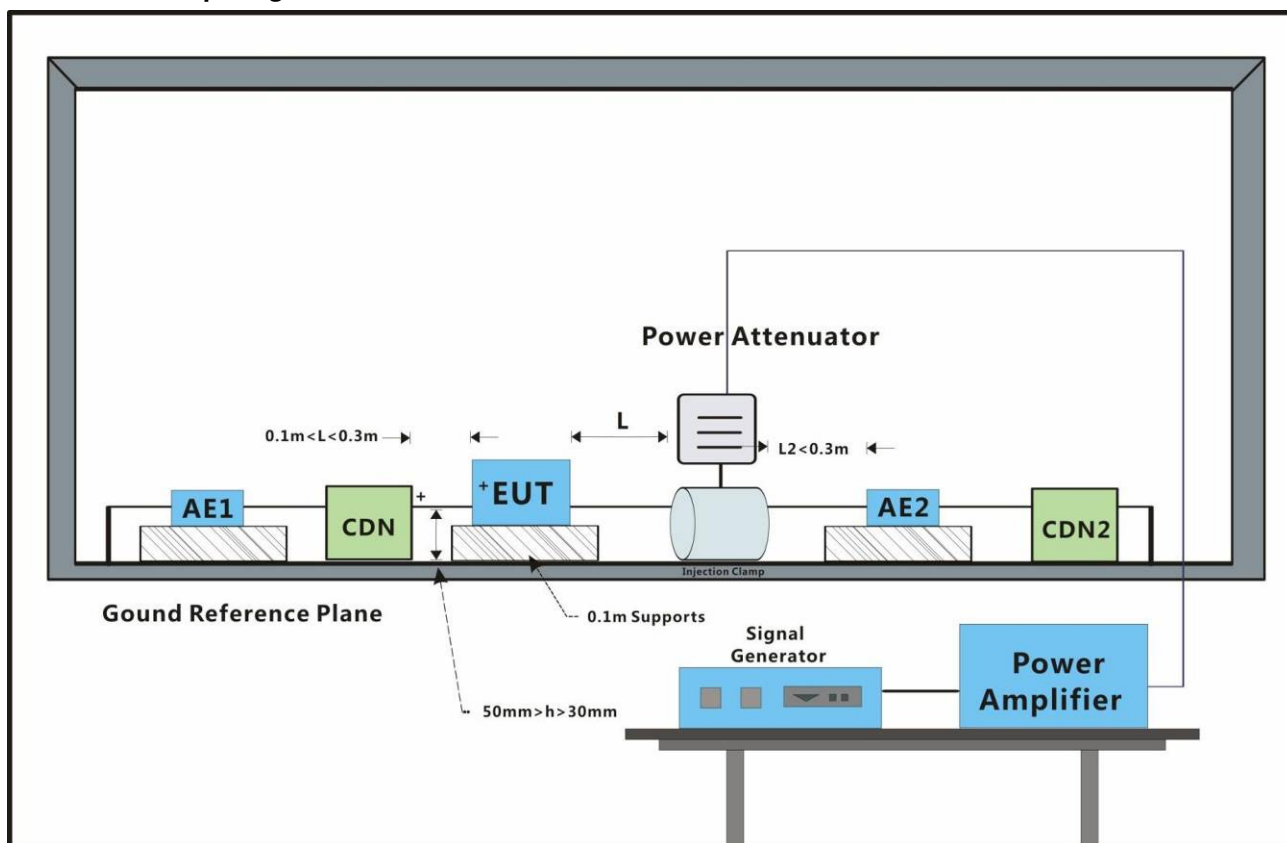 Power Attenuator
0.1m<L<0.3m
L
L2<0.3m
AE1
CDN
+
+EUT
AE2
CDN2
Injection Clamp
Gound Reference Plane
0.1m Supports
50mm>h>30mm
Signal
Generator
Power
Amplifier